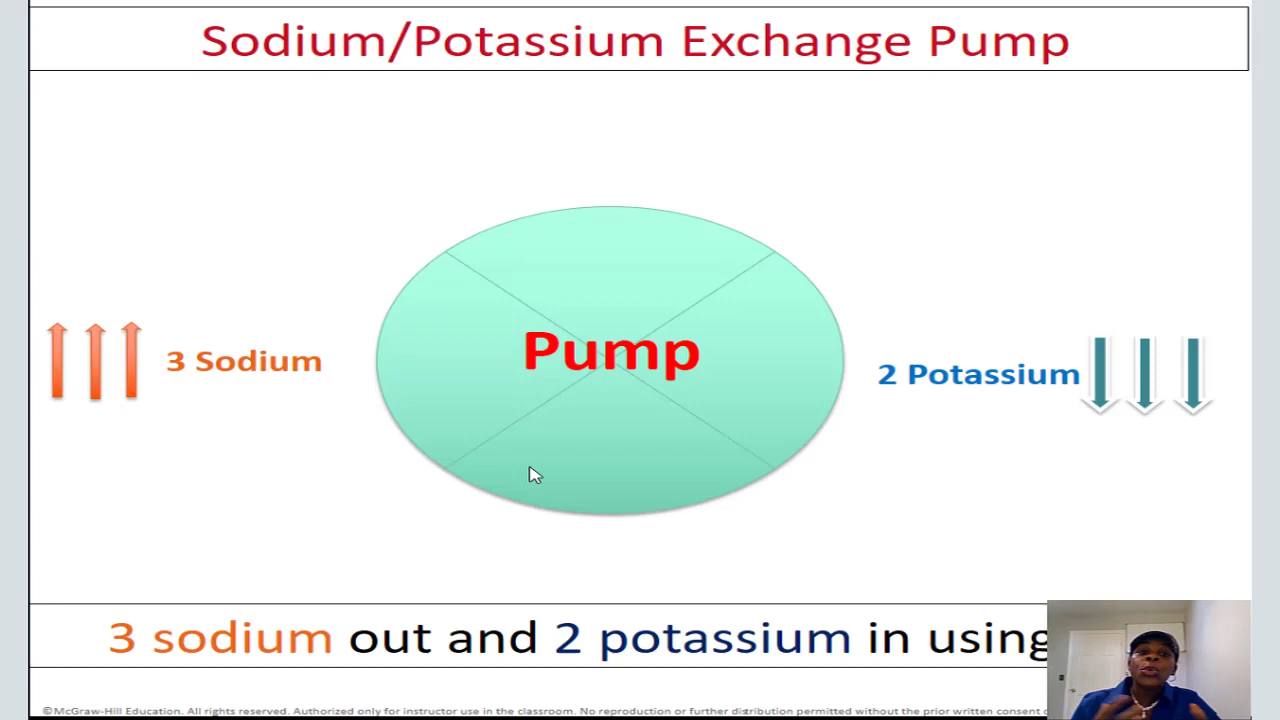 Sodium/Potassium Exchange Pump
3 Sodium
Pump
2 Potassium
3 sodium out and 2 potassium in using
©McGraw-Hill Education. All rights reserved. Authorized only for instructor use in the classroom. No reproduction or further distribution permitted without the prior written consent